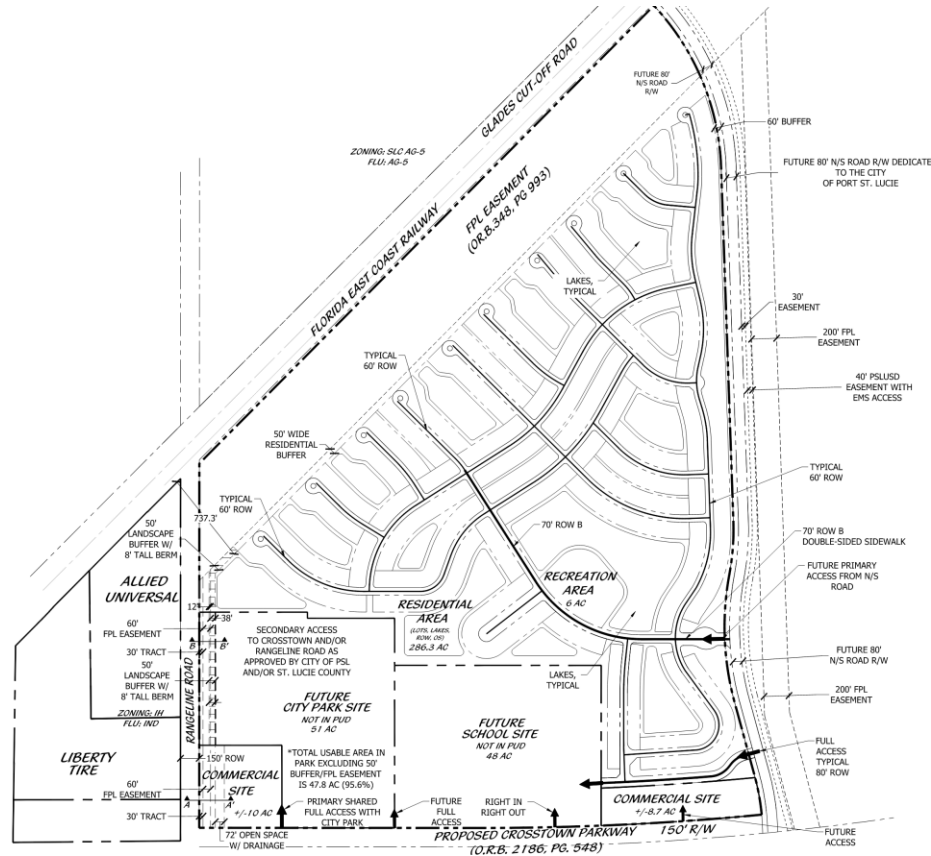 GLADES CUT-OFF ROAD
FUTURE 80'
N/S ROAD
R/W
60' BUFFER
ZONING: SLC AG-5
FLU: AG-5
FUTURE 80' N/S ROAD R/W DEDICATE
TO THE CITY
OF PORT ST. LUCIE
FPL EASEMENT
(OR.B.348, PG 993)
FLORIDA EAST COAST RAILWAY
LAKES,
TYPICAL
30'
EASEMENT
200' FPL
EASEMENT
TYPICAL
60' ROW
40' PSLUSD
EASEMENT WITH
EMS ACCESS
50' WIDE
RESIDENTIAL
BUFFER
TYPICAL
60' ROW
TYPICAL
60' ROW
737.3'
50'
LANDSCAPE
BUFFER W/
8' TALL BERM
70' ROW B
70' ROW B
DOUBLE-SIDED SIDEWALK
FUTURE PRIMARY
ACCESS FROM N/S
ROAD
ALLIED
UNIVERSAL
RECREATION
AREA
6 AC
RESIDENTIAL
AREA
(LOTS, LAKES,
ROW, OS)
286.3 AC
12'
38'
60'
FPL EASEMENT
B
B'
30' TRACT
50'
LANDSCAPE
BUFFER W/
8' TALL BERM
SECONDARY ACCESS
TO CROSSTOWN AND/OR
RANGELINE ROAD AS
APPROVED BY CITY OF PSL
AND/OR ST. LUCIE COUNTY
FUTURE 80'
N/S ROAD R/W
LAKES,
TYPICAL
RANGELINE ROAD
FUTURE
CITY PARK SITE
NOT IN PUD
51 AC
200' FPL
EASEMENT
ZONING: IH
FLU: IND
FUTURE
SCHOOL SITE
NOT IN PUD
48 AC
LIBERTY
TIRE
150' ROW
*TOTAL USABLE AREA IN
PARK EXCLUDING 50'
BUFFER/FPL EASEMENT
IS 47.8 AC (95.6%)
FULL
ACCESS
TYPICAL
80' ROW
COMMERCIAL
SITE
+/-10 AC
60'
FPL EASEMENT
A
A'
30' TRACT
PRIMARY SHARED
FULL ACCESS WITH
CITY PARK
FUTURE
FULL
ACCESS
RIGHT IN
RIGHT OUT
COMMERCIAL SITE
+/-8.7 AC
72' OPEN SPACE
W/ DRAINAGE
PROPOSED CROSSTOWN PARKWAY
150' R/W
(O.R.B. 2186, PG. 548)
FUTURE
ACCESS